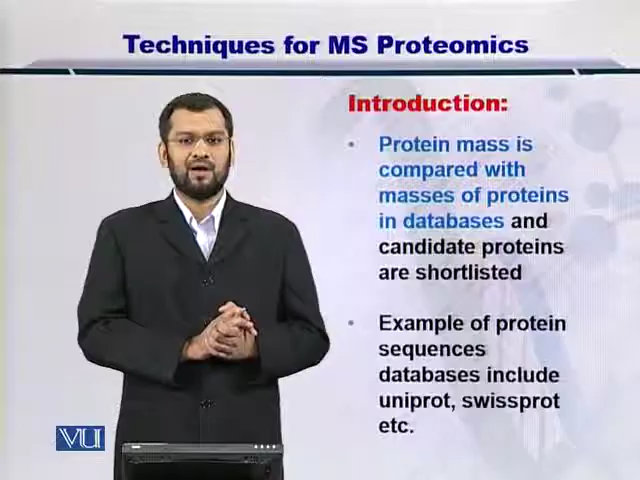 Techniques for MS Proteomics
Introduction:
• Protein mass is
compared with
masses of proteins
in databases and
candidate proteins
are shortlisted
• Example of protein
sequences
databases include
uniprot, swissprot
etc.
VU